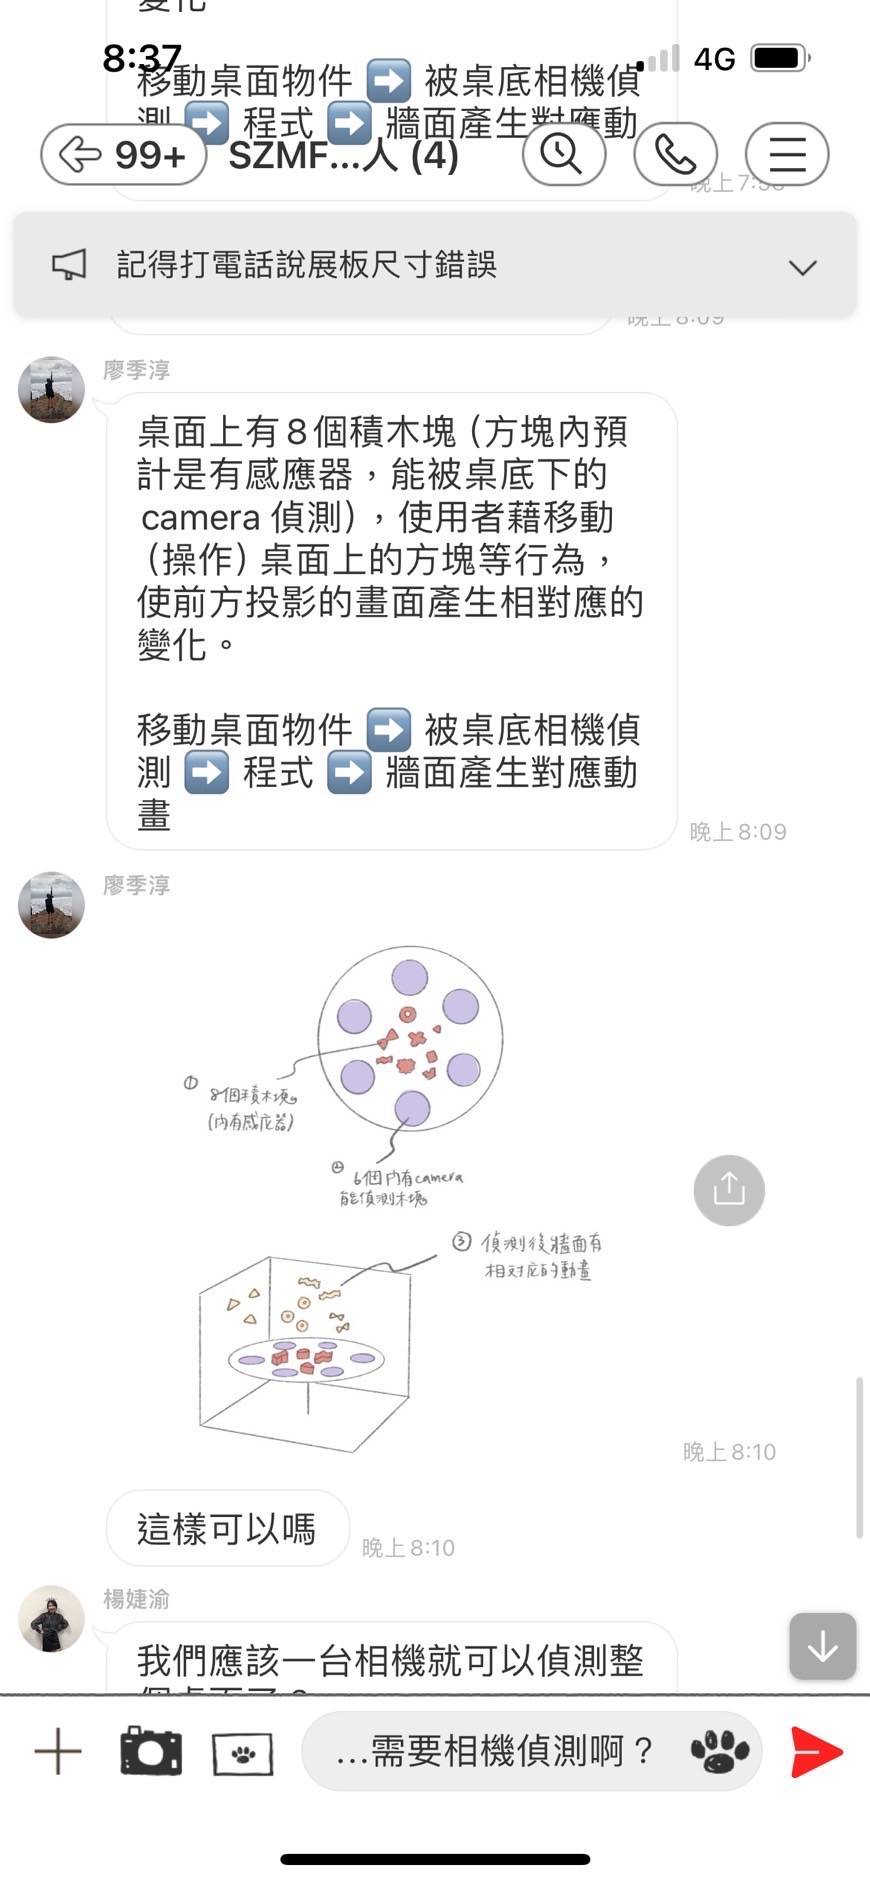 變化
8:37
4G
移動桌面物件 ➡️ 被桌底相機偵
測 ➡️ 程式 ➡️ 牆面產生對應動
99+
SZMF...人 (4)
晚上 7:58
記得打電話說展板尺寸錯誤
晚上 8:09
廖季淳
桌面上有8個積木塊（方塊內預
計是有感應器，能被桌底下的
camera 偵測），使用者藉移動
（操作）桌面上的方塊等行為，
使前方投影的畫面產生相對應的
變化。
移動桌面物件 ➡️ 被桌底相機偵
測 ➡️ 程式 ➡️ 牆面產生對應動
畫
晚上 8:09
廖季淳
① 8個積木塊
(內有感应器)
② 6個內有camera
能偵測木塊
③ 偵測後牆面有
相对应的動畫
晚上 8:10
這樣可以嗎
晚上 8:10
楊婕渝
我們應該一台相機就可以偵測整
個桌面了？
...需要相機偵測啊？